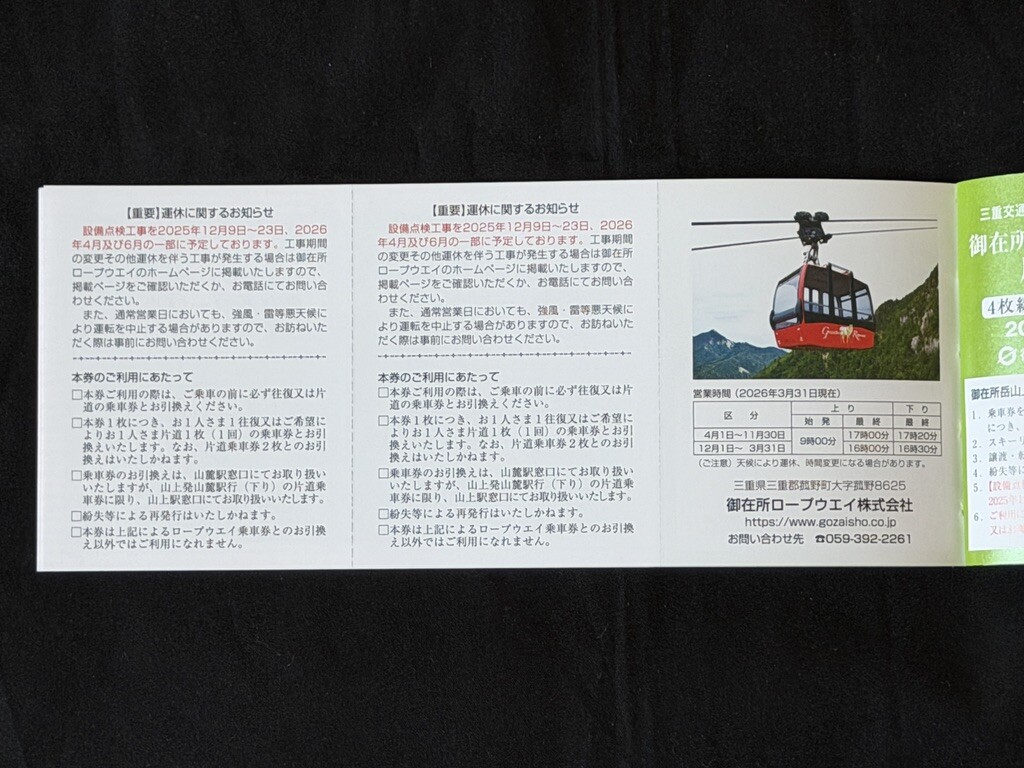 【重要】運休に関するお知らせ
設備点検工事を2025年12月9日～23日、2026
年4月及び6月の一部に予定しております。工事期間
の変更その他運休を伴う工事が発生する場合は御在所
ロープウエイのホームページに掲載いたしますので、
掲載ページをご確認いただくか、お電話にてお問い合
わせください。
また、通常営業日においても、強風・雷等悪天候に
より運転を中止する場合がありますので、お訪ねいた
だく際は事前にお問い合わせください。
本券のご利用にあたって
□本券ご利用の際は、ご乗車の前に必ず往復又は片
道の乗車券とお引換えください。
□本券1枚につき、お1人さま1往復又はご希望に
よりお1人さま片道1枚（1回）の乗車券とお引
換えいたします。なお、片道乗車券2枚とのお引
換えはいたしかねます。
□乗車券のお引換えは、山麓駅窓口にてお取り扱い
いたしますが、山上発山麓駅行（下り）の片道乗
車券に限り、山上駅窓口にてお取り扱いいたします。
□紛失等による再発行はいたしかねます。
□本券は上記によるロープウエイ乗車券とのお引換
え以外ではご利用になれません。
【重要】運休に関するお知らせ
設備点検工事を2025年12月9日～23日、2026
年4月及び6月の一部に予定しております。工事期間
の変更その他運休を伴う工事が発生する場合は御在所
ロープウエイのホームページに掲載いたしますので、
掲載ページをご確認いただくか、お電話にてお問い合
わせください。
また、通常営業日においても、強風・雷等悪天候に
より運転を中止する場合がありますので、お訪ねいた
だく際は事前にお問い合わせください。
本券のご利用にあたって
□本券ご利用の際は、ご乗車の前に必ず往復又は片
道の乗車券とお引換えください。
□本券1枚につき、お1人さま1往復又はご希望に
よりお1人さま片道1枚（1回）の乗車券とお引
換えいたします。なお、片道乗車券2枚とのお引
換えはいたしかねます。
□乗車券のお引換えは、山麓駅窓口にてお取り扱い
いたしますが、山上発山麓駅行（下り）の片道乗
車券に限り、山上駅窓口にてお取り扱いいたします。
□紛失等による再発行はいたしかねます。
□本券は上記によるロープウエイ乗車券とのお引換
え以外ではご利用になれません。
営業時間（2026年3月31日現在）
区 分 上 り 下 り
始 発 最 終 最 終
4月1日～11月30日 9時00分 17時00分 17時20分
12月1日～ 3月31日 16時00分 16時30分
（ご注意）天候により運休、時間変更になる場合があります。
三重県三重郡菰野町大字菰野8625
御在所ロープウエイ株式会社
https://www.gozaisho.co.jp
お問い合わせ先 ☎059-392-2261
三重交通
御在所
4枚綴
20
御在所岳山上
1. 乗車券を
につき、
2. スキーリ
3. 譲渡・転
4. 紛失等に
5.【設備点検
2025年1
6. ご利用に